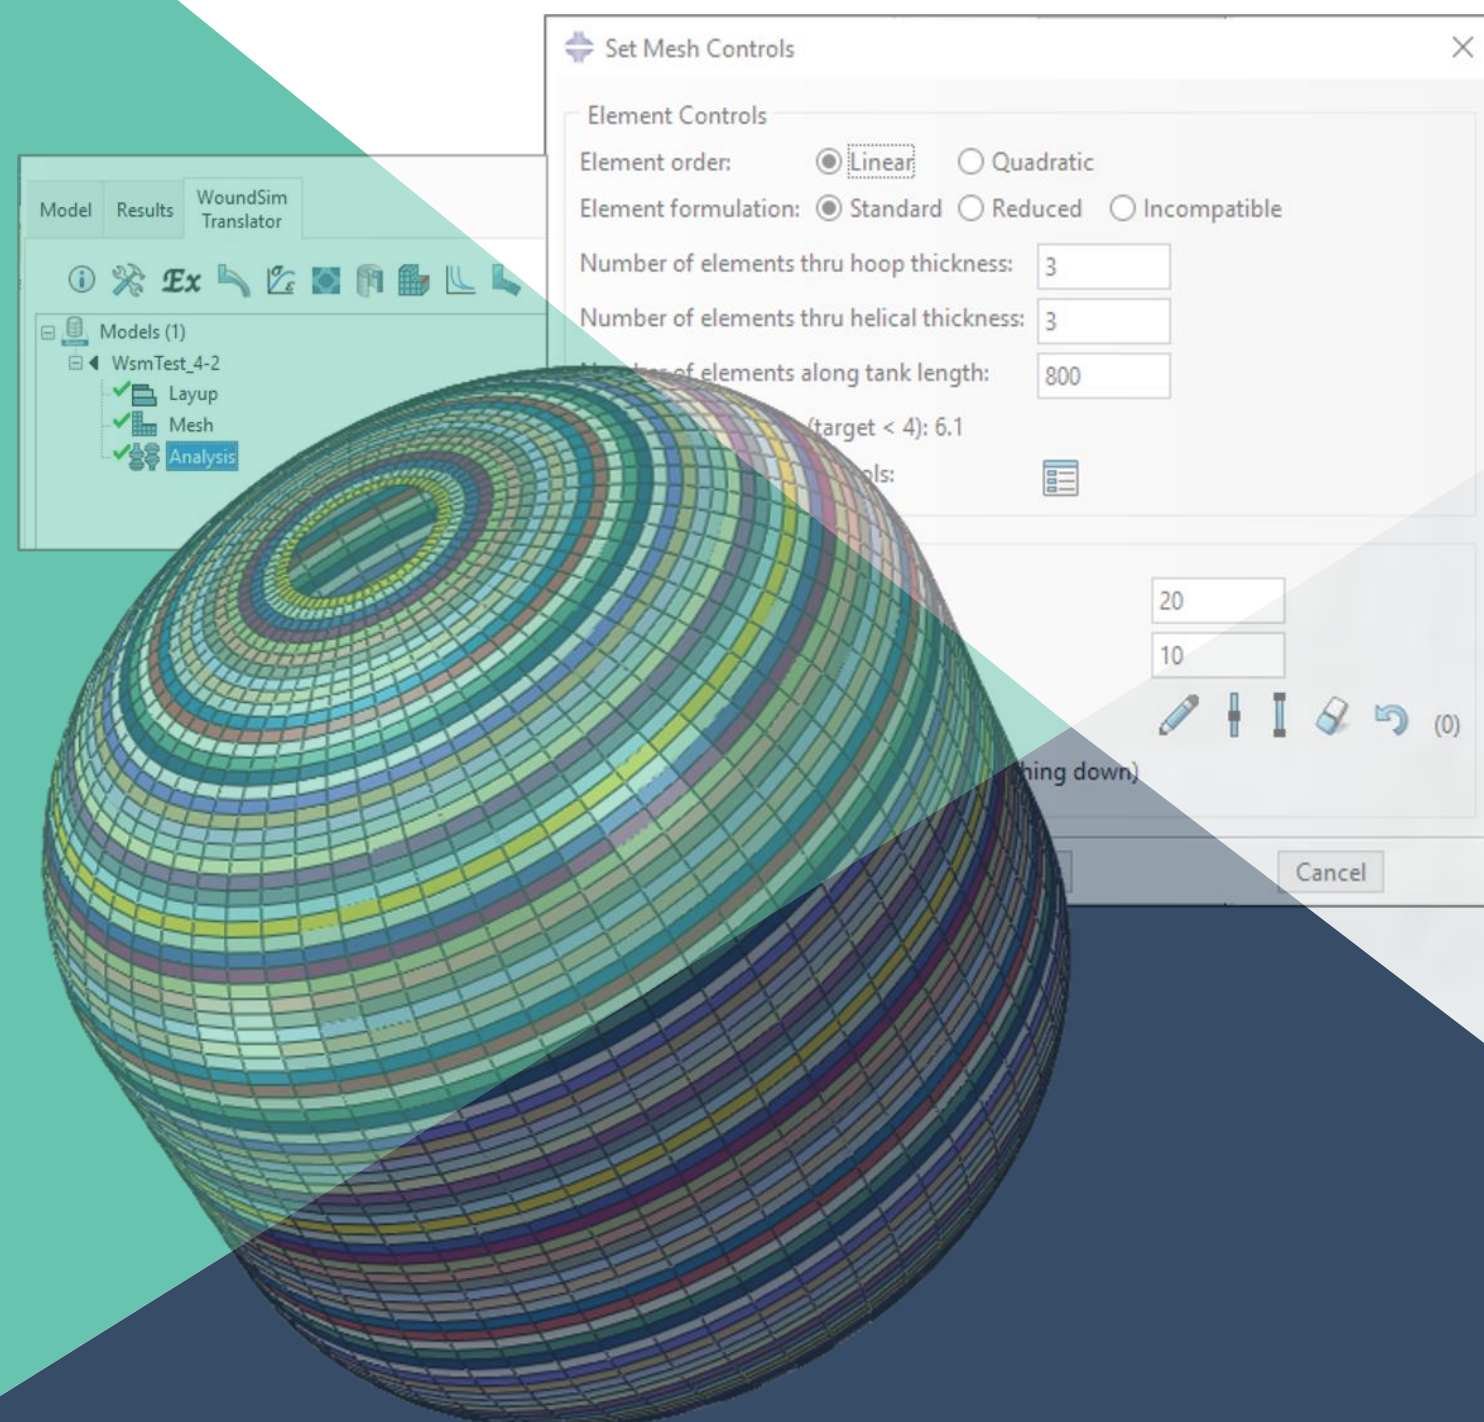 Set Mesh Controls
Element Controls
Element order: Linear Quadratic
Element formulation: Standard Reduced Incompatible
Number of elements thru hoop thickness: 3
Number of elements thru helical thickness: 3
of elements along tank length: 800
(target < 4): 6.1
ols:
20
10
(0)
hing down)
Cancel
Model Results WoundSim
Translator
Ex
Models (1)
WsmTest_4-2
Layup
Mesh
Analysis